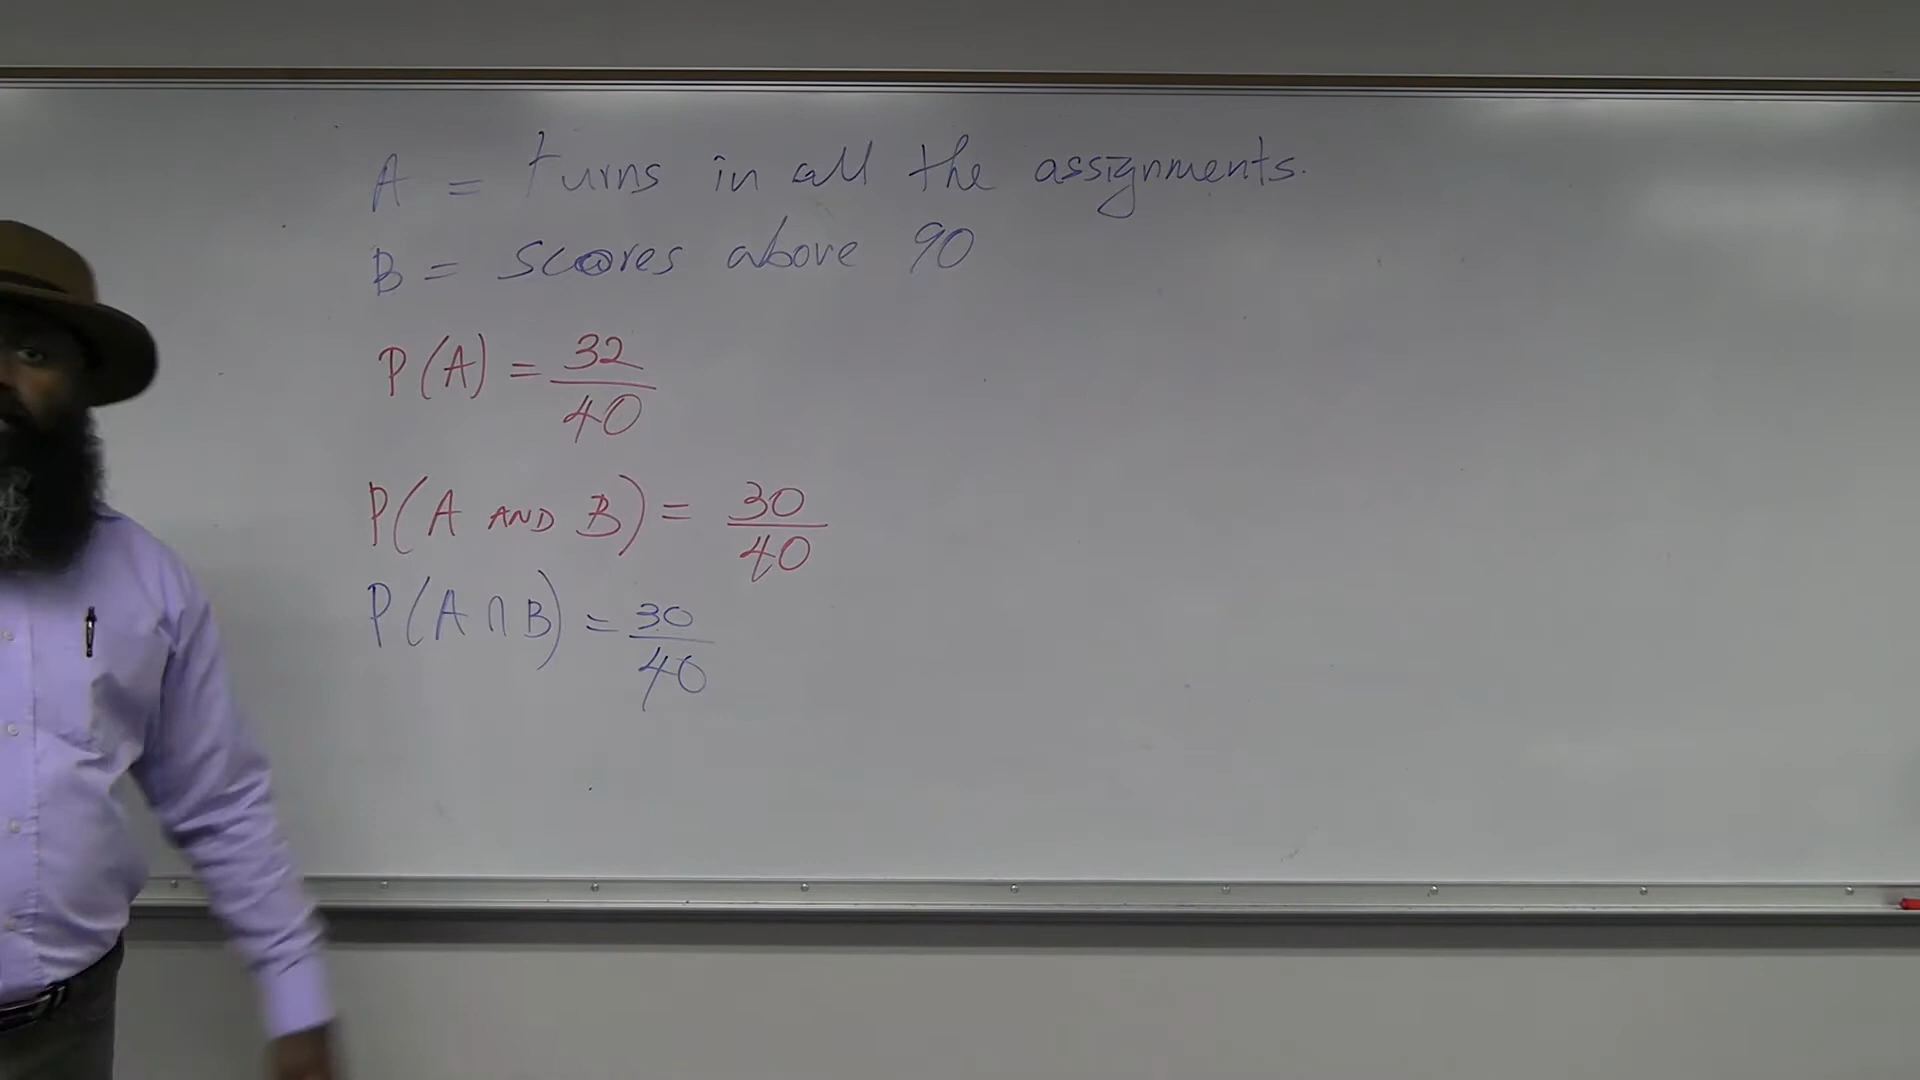 A = turns in all the assignments.
B = scores above 90
P(A) = 32/40
P(A AND B) = 30/40
P(A ∩ B) = 30/40